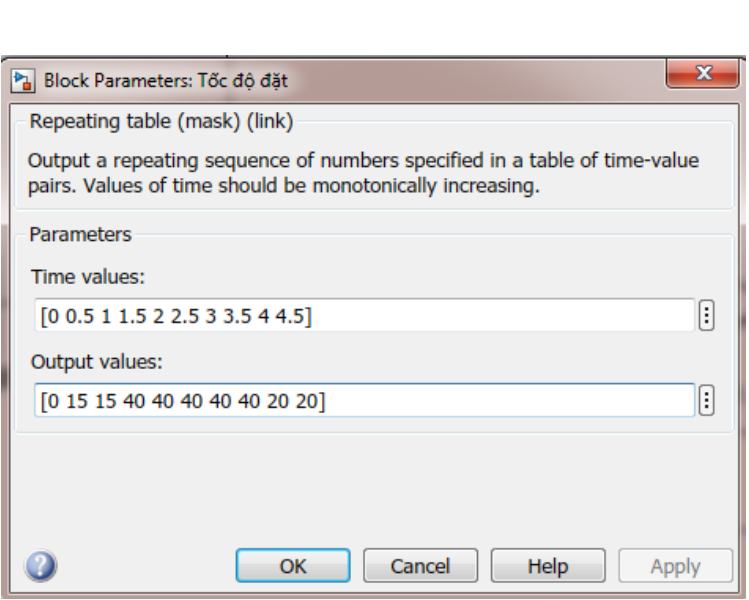 Block Parameters: Tốc độ đặt
x
Repeating table (mask) (link)
Output a repeating sequence of numbers specified in a table of time-value
pairs. Values of time should be monotonically increasing.
Parameters
Time values:
[0 0.5 1 1.5 2 2.5 3 3.5 4 4.5]
Output values:
[0 15 15 40 40 40 40 40 20 20]
?
OK Cancel Help Apply